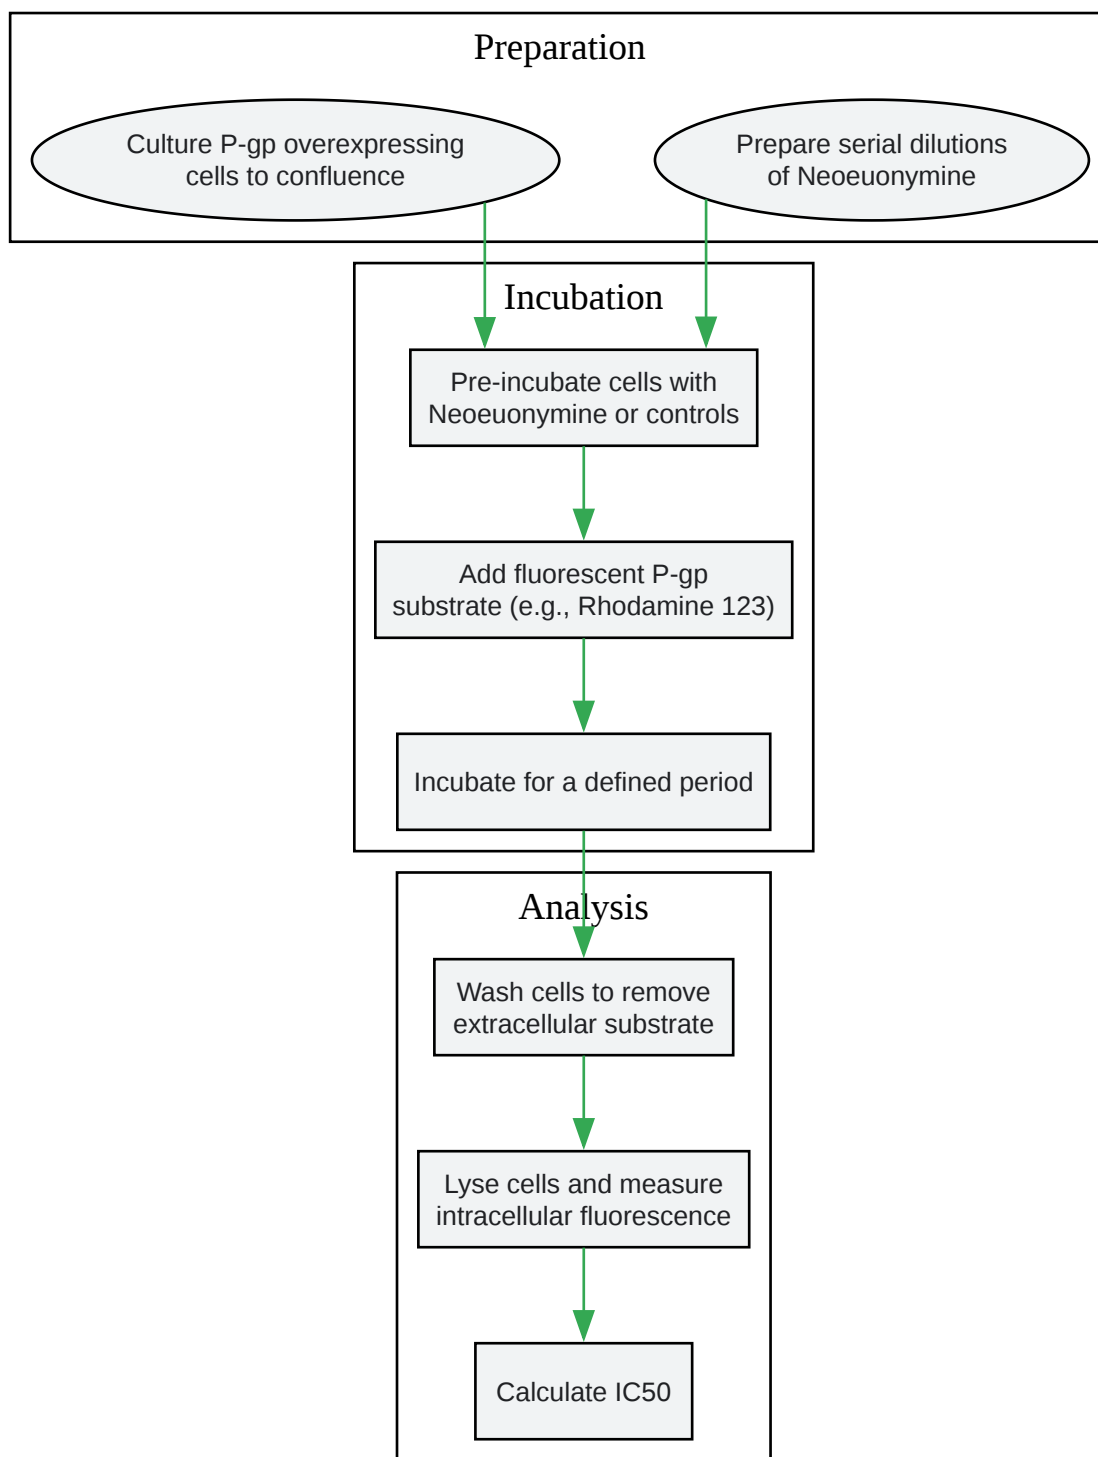 Preparation
Culture P-gp overexpressing
cells to confluence
Prepare serial dilutions
of Neoeuonymine
Incubation
Pre-incubate cells with
Neoeuonymine or controls
Add fluorescent P-gp
substrate (e.g., Rhodamine 123)
Incubate for a defined period
Analysis
Wash cells to remove
extracellular substrate
Lyse cells and measure
intracellular fluorescence
Calculate IC50